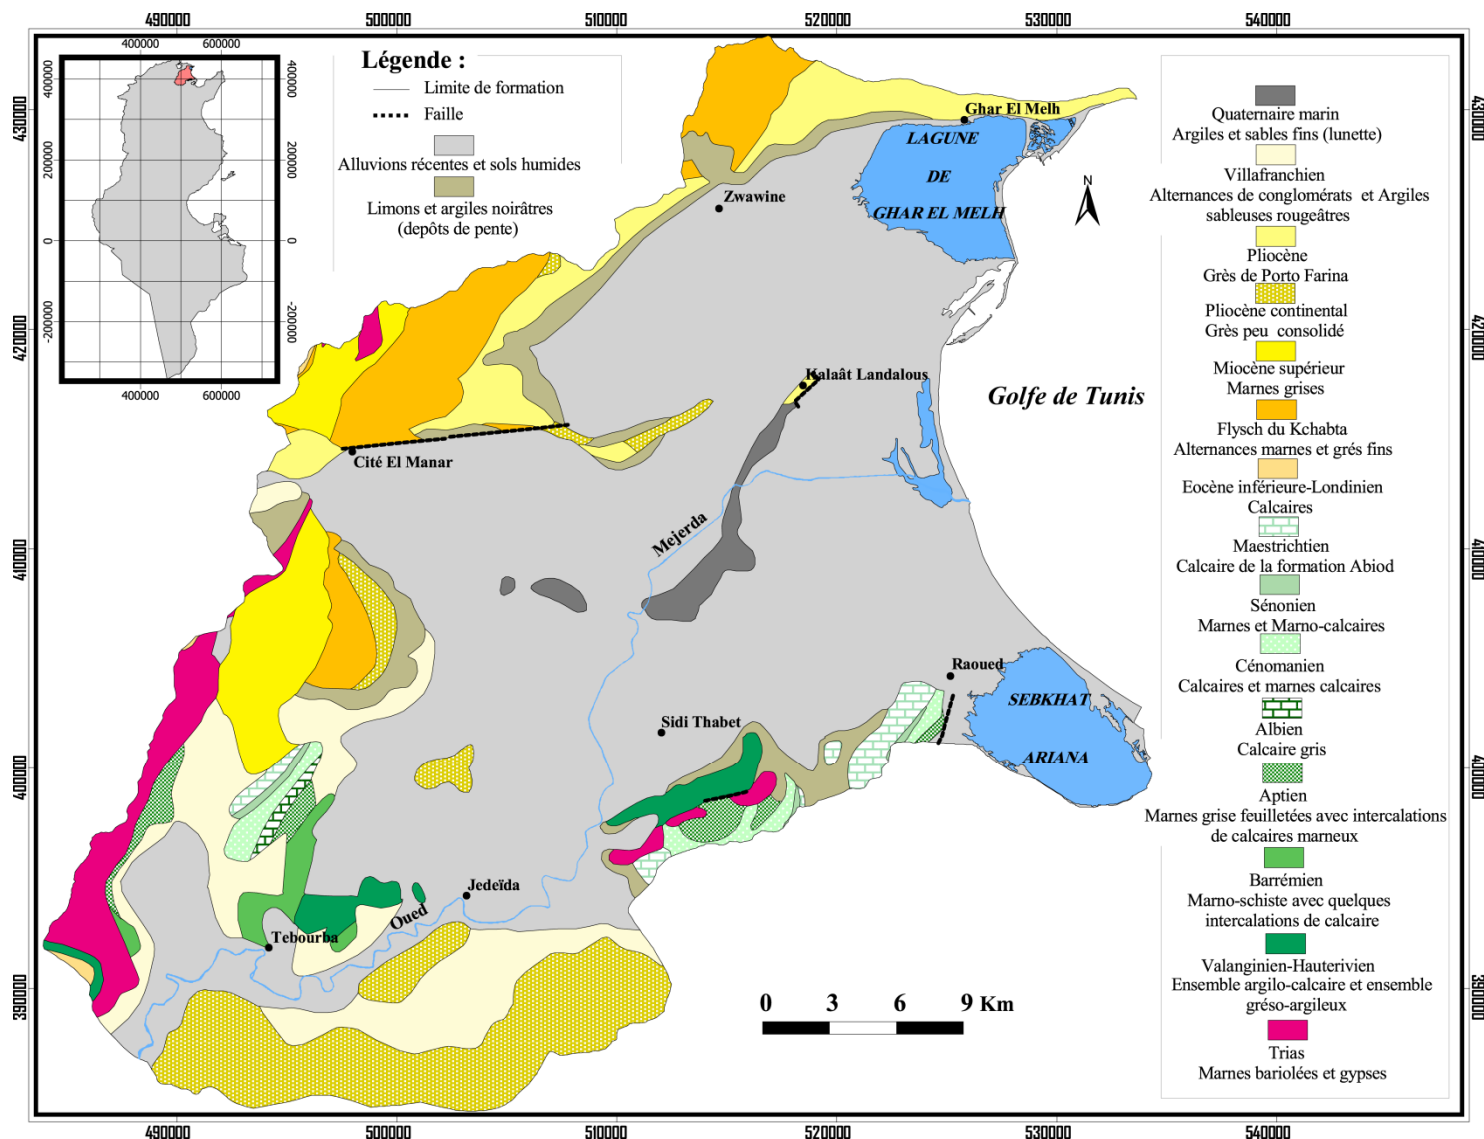 490000
500000
510000
520000
530000
540000
430000
420000
410000
400000
390000
430000
420000
410000
400000
390000
490000
500000
510000
520000
530000
540000
400000
600000
400000
200000
0
-200000
400000
200000
0
-200000
400000
600000
Légende :
Limite de formation
Faille
Alluvions récentes et sols humides
Limons et argiles noirâtres
(depôts de pente)
Ghar El Melh
LAGUNE
DE
GHAR EL MELH
Zwawine
N
Kalaât Landalous
Golfe de Tunis
Cité El Manar
Mejerda
Raoued
SEBKHAT
ARIANA
Sidi Thabet
Jedeïda
Oued
Tebourba
0 3 6 9 Km
Quaternaire marin
Argiles et sables fins (lunette)
Villafranchien
Alternances de conglomérats et Argiles
sableuses rougeâtres
Pliocène
Grès de Porto Farina
Pliocène continental
Grès peu consolidé
Miocène supérieur
Marnes grises
Flysch du Kchabta
Alternances marnes et grés fins
Eocène inférieure-Londinien
Calcaires
Maestrichtien
Calcaire de la formation Abiod
Sénonien
Marnes et Marno-calcaires
Cénomanien
Calcaires et marnes calcaires
Albien
Calcaire gris
Aptien
Marnes grise feuilletées avec intercalations
de calcaires marneux
Barrémien
Marno-schiste avec quelques
intercalations de calcaire
Valanginien-Hauterivien
Ensemble argilo-calcaire et ensemble
gréso-argileux
Trias
Marnes bariolées et gypses